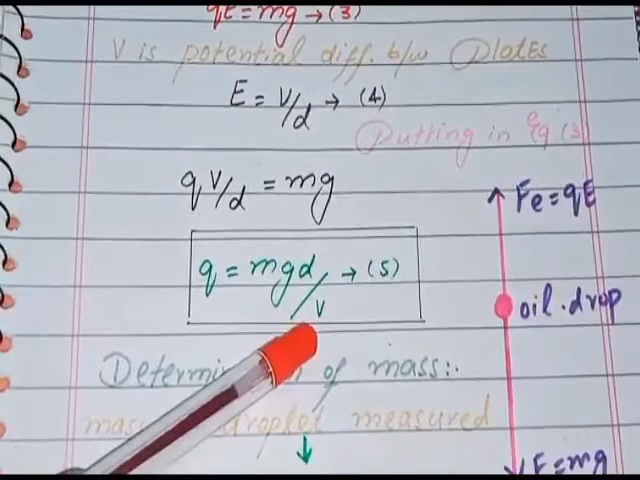 qE = mg → (3)
V is potential diff. b/w Plates
E = V/d → (4)
Putting in Eq (3)
q V/d = mg
Fe = qE
q = mgd/V → (5)
oil.drop
of mass:.
droplet measured
F = mg